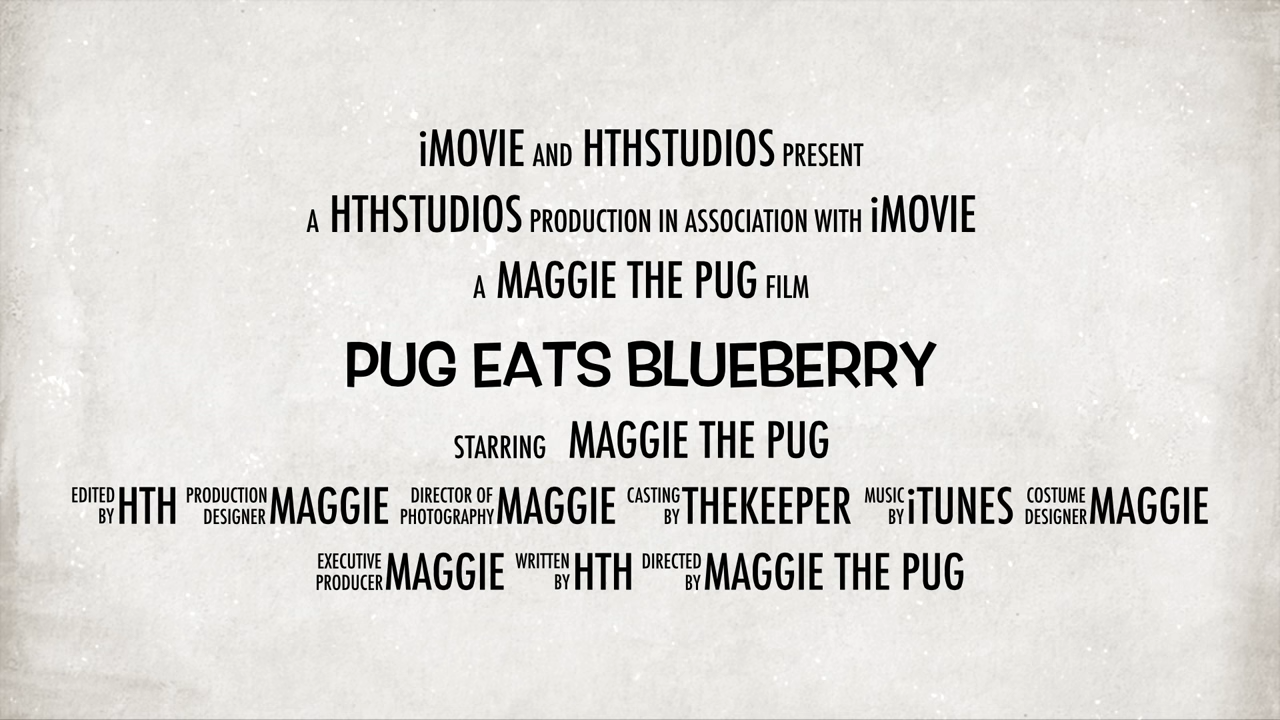 iMOVIE AND HTHSTUDIOS PRESENT
A HTHSTUDIOS PRODUCTION IN ASSOCIATION WITH iMOVIE
A MAGGIE THE PUG FILM
PUG EATS BLUEBERRY
STARRING MAGGIE THE PUG
EDITED BY HTH PRODUCTION DESIGNER MAGGIE DIRECTOR OF PHOTOGRAPHY MAGGIE CASTING BY THEKEEPER MUSIC BY iTUNES COSTUME DESIGNER MAGGIE
EXECUTIVE PRODUCER MAGGIE WRITTEN BY HTH DIRECTED BY MAGGIE THE PUG